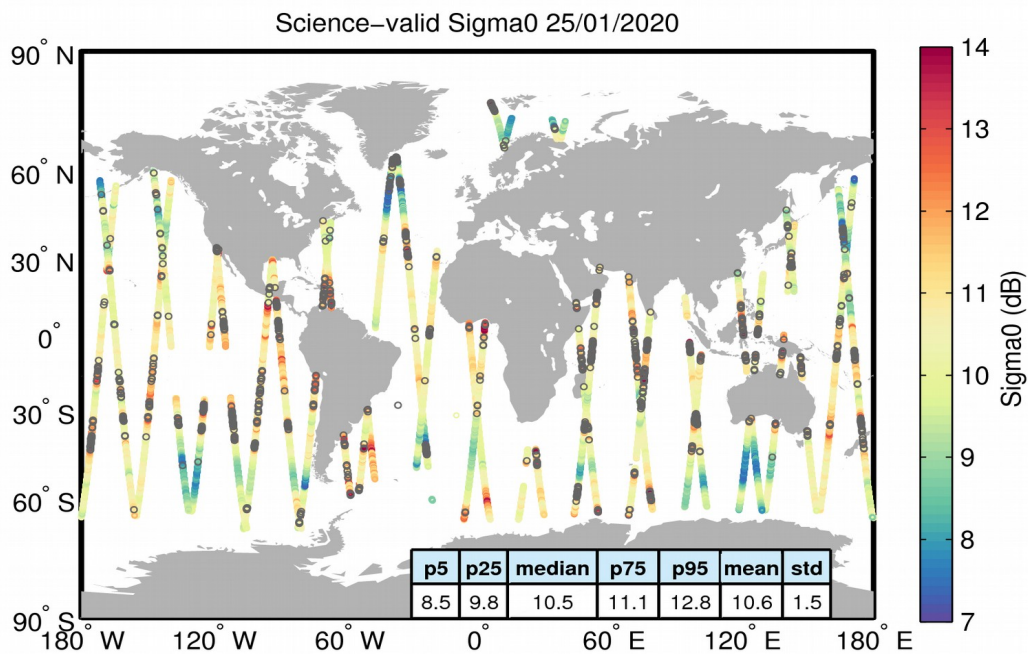 Science−valid Sigma0 25/01/2020
90° N
60° N
30° N
0°
30° S
60° S
90° S
180° W
120° W
60° W
0°
60° E
120° E
180° E
p5 p25 median p75 p95 mean std
8.5 9.8 10.5 11.1 12.8 10.6 1.5
14
13
12
11
10
9
8
7
Sigma0 (dB)